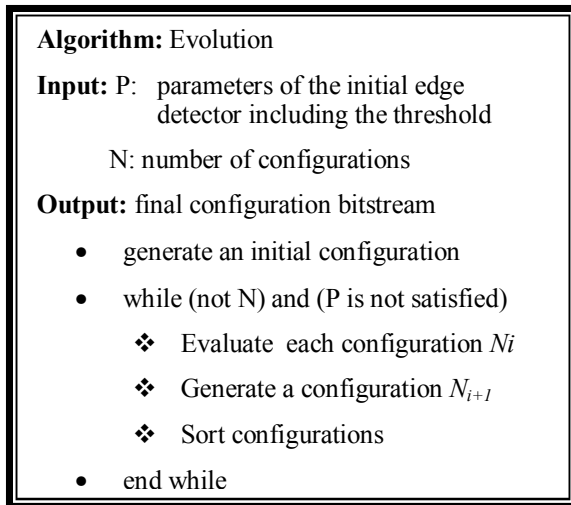 Algorithm: Evolution
Input: P: parameters of the initial edge
detector including the threshold
N: number of configurations
Output: final configuration bitstream
• generate an initial configuration
• while (not N) and (P is not satisfied)
❖ Evaluate each configuration Ni
❖ Generate a configuration Ni+1
❖ Sort configurations
• end while